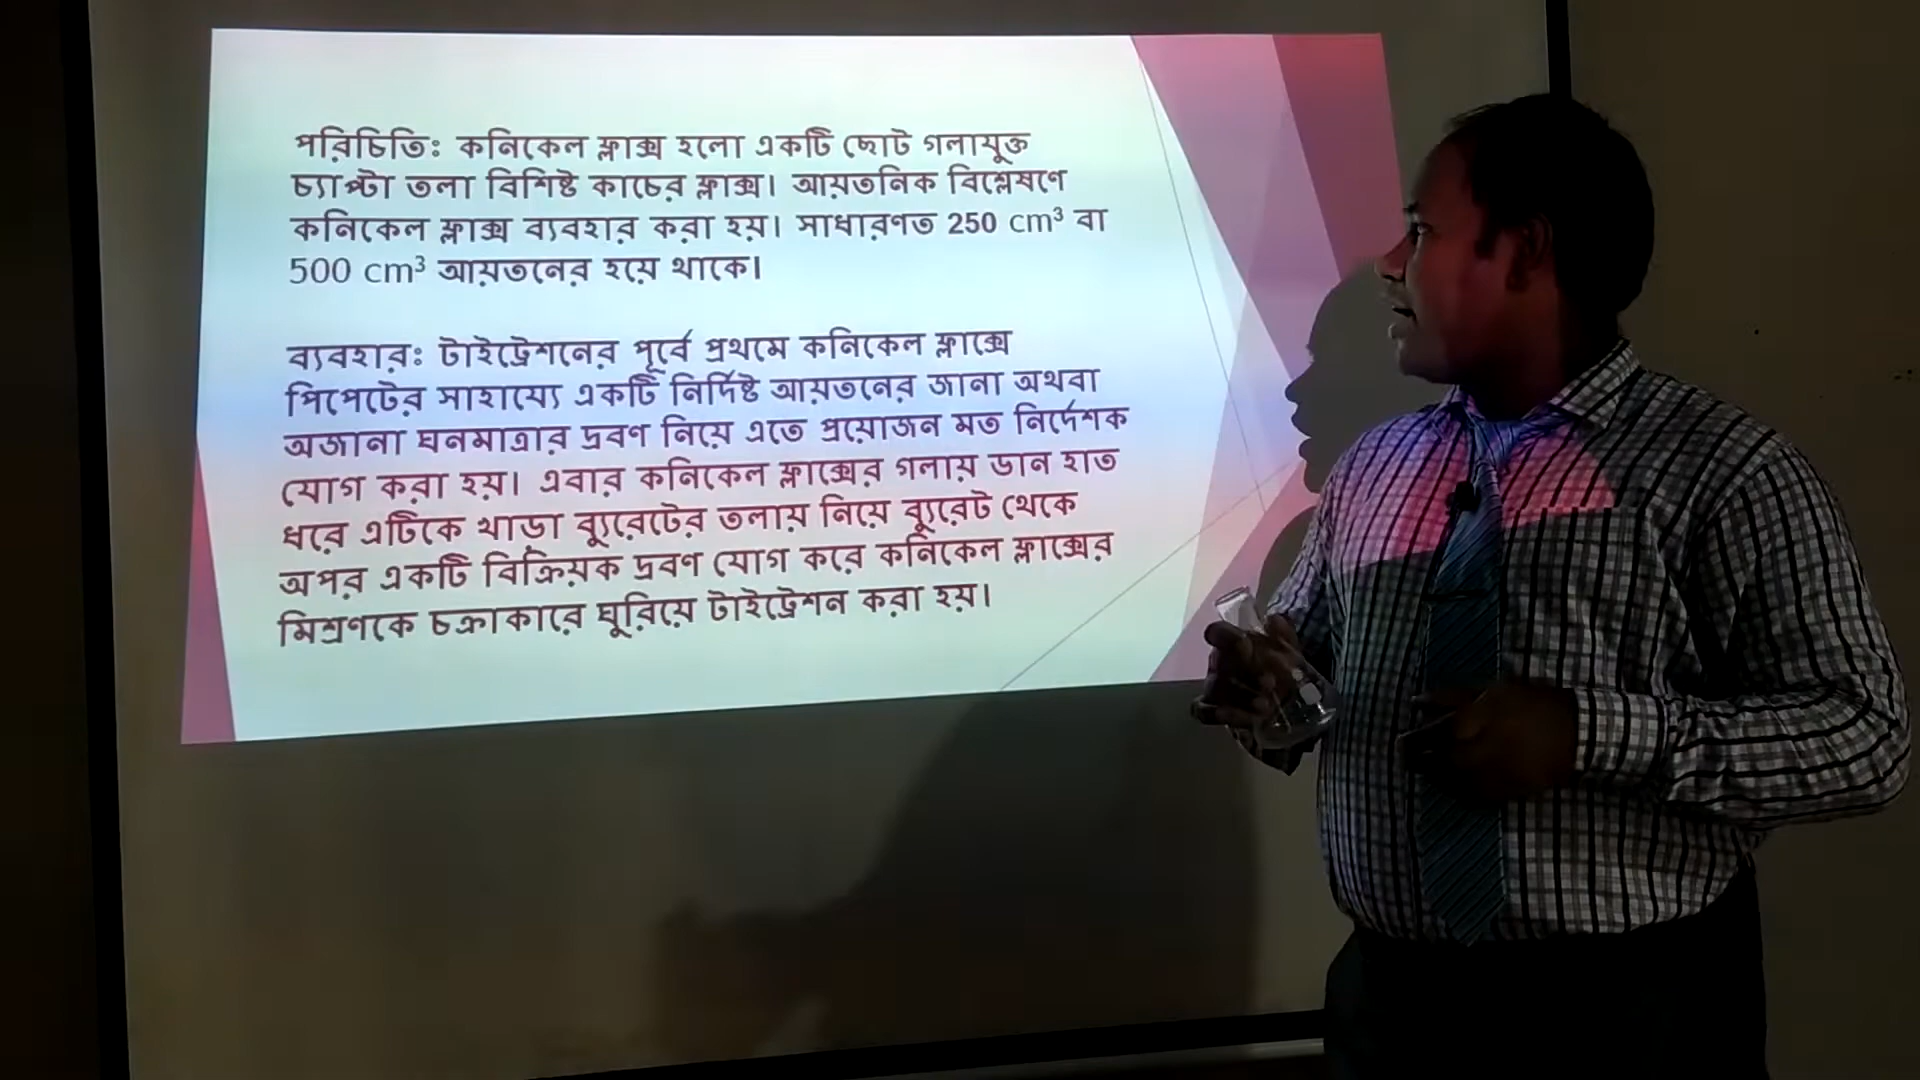 পরিচিতিঃ কনিকেল ফ্লাক্স হলো একটি ছোট গলাযুক্ত
চ্যাপ্টা তলা বিশিষ্ট কাচের ফ্লাক্স। আয়তনিক বিশ্লেষণে
কনিকেল ফ্লাক্স ব্যবহার করা হয়। সাধারণত 250 cm³ বা
500 cm³ আয়তনের হয়ে থাকে।
ব্যবহারঃ টাইট্রেশনের পূর্বে প্রথমে কনিকেল ফ্লাক্সে
পিপেটের সাহায্যে একটি নির্দিষ্ট আয়তনের জানা অথবা
অজানা ঘনমাত্রার দ্রবণ নিয়ে এতে প্রয়োজন মত নির্দেশক
যোগ করা হয়। এবার কনিকেল ফ্লাক্সের গলায় ডান হাত
ধরে এটিকে খাড়া ব্যুরেটের তলায় নিয়ে ব্যুরেট থেকে
অপর একটি বিক্রিয়ক দ্রবণ যোগ করে কনিকেল ফ্লাক্সের
মিশ্রণকে চক্রাকারে ঘুরিয়ে টাইট্রেশন করা হয়।